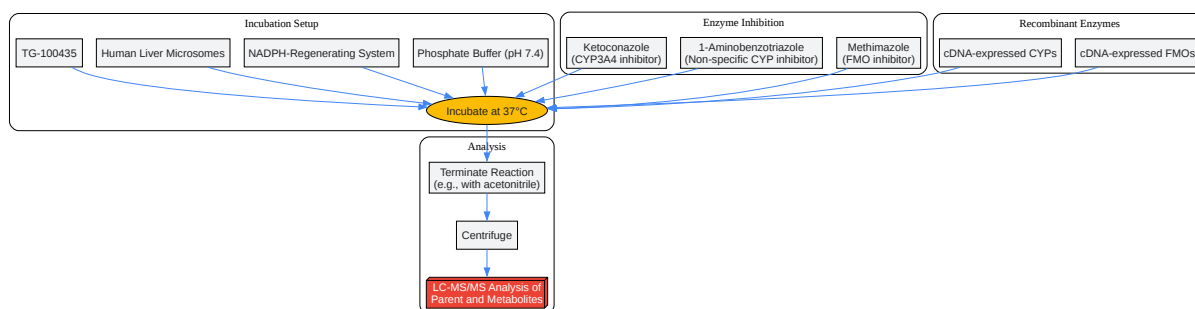 Incubation Setup
TG-100435
Human Liver Microsomes
NADPH-Regenerating System
Phosphate Buffer (pH 7.4)
Enzyme Inhibition
Ketoconazole
(CYP3A4 inhibitor)
1-Aminobenzotriazole
(Non-specific CYP inhibitor)
Methimazole
(FMO inhibitor)
Recombinant Enzymes
cDNA-expressed CYPs
cDNA-expressed FMOs
Incubate at 37°C
Analysis
Terminate Reaction
(e.g., with acetonitrile)
Centrifuge
LC-MS/MS Analysis of
Parent and Metabolites